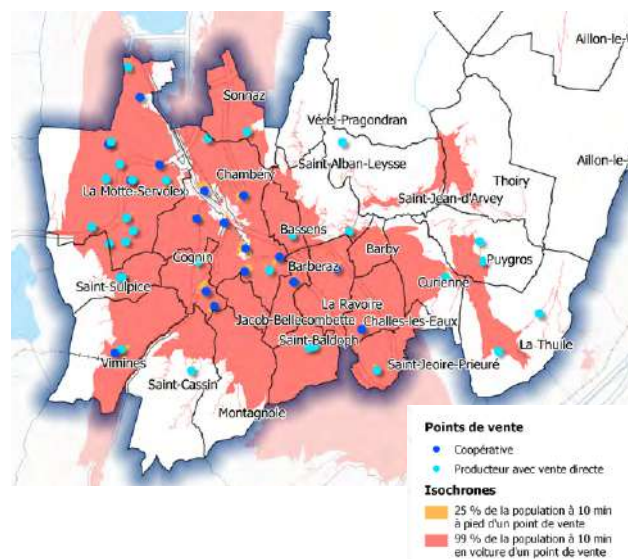 Aillon-le-
Sonnaz
Vérel-Pragondran
Aillon-le-
Saint-Alban-Leysse
Thoiry
Chambéry
La Motte-Servolex
Saint-Jean-d'Arvey
Bassens
Barby
Cognin
Puygros
Barberaz
Saint-Sulpice
Curienne
La Ravoire
Jacob-Bellecombette
Challes-les-Eaux
Saint-Baldoph
La Thuile
Vimines
Saint-Jeoire-Prieuré
Saint-Cassin
Montagnole
Points de vente
Coopérative
Producteur avec vente directe
Isochrones
25 % de la population à 10 min
à pied d'un point de vente
99 % de la population à 10 min
en voiture d'un point de vente